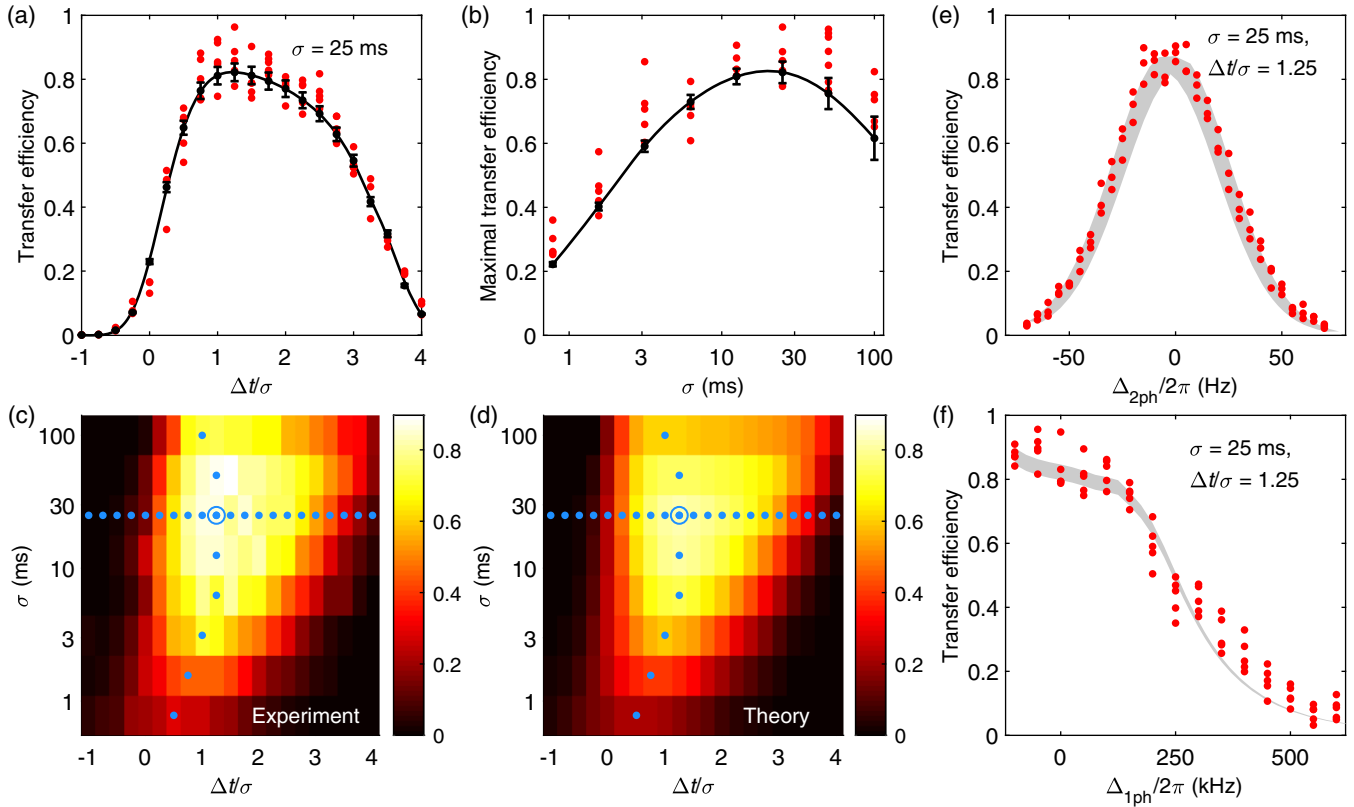 (a)
σ = 25 ms
Transfer efficiency
1
0.8
0.6
0.4
0.2
0
-1 0 1 2 3 4
Δt/σ
(b)
Maximal transfer efficiency
1
0.8
0.6
0.4
0.2
0
1 3 10 30 100
σ (ms)
(e)
σ = 25 ms,
Δt/σ = 1.25
Transfer efficiency
1
0.8
0.6
0.4
0.2
0
-50 0 50
Δ2ph/2π (Hz)
(c)
σ (ms)
100
30
10
3
1
Experiment
-1 0 1 2 3 4
Δt/σ
0.8
0.6
0.4
0.2
0
(d)
σ (ms)
100
30
10
3
1
Theory
-1 0 1 2 3 4
Δt/σ
0.8
0.6
0.4
0.2
0
(f)
σ = 25 ms,
Δt/σ = 1.25
Transfer efficiency
1
0.8
0.6
0.4
0.2
0
0 250 500
Δ1ph/2π (kHz)